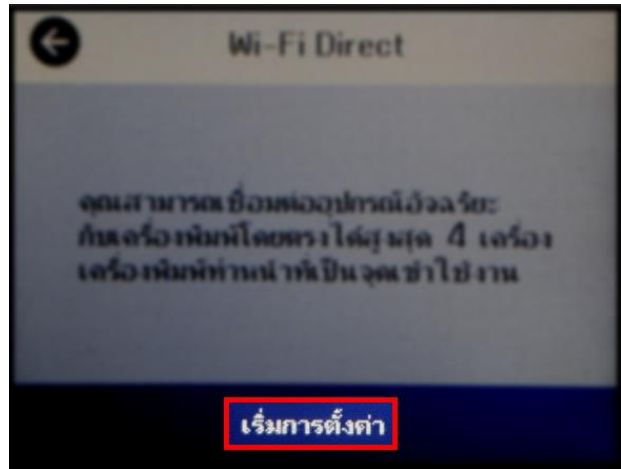 Wi-Fi Direct
คุณสามารถเชื่อมต่ออุปกรณ์อัจฉริยะ
กับเครื่องพิมพ์โดยตรงได้สูงสุด 4 เครื่อง
เครื่องพิมพ์ทำหน้าที่เป็นจุดเข้าใช้งาน
เริ่มการตั้งค่า